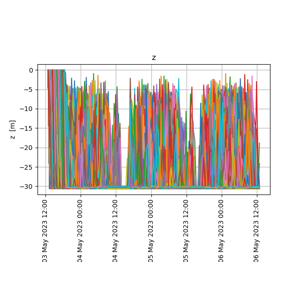 z
0
−5
−10
−15
−20
−25
−30
z [m]
03 May 2023 12:00
04 May 2023 00:00
04 May 2023 12:00
05 May 2023 00:00
05 May 2023 12:00
06 May 2023 00:00
06 May 2023 12:00